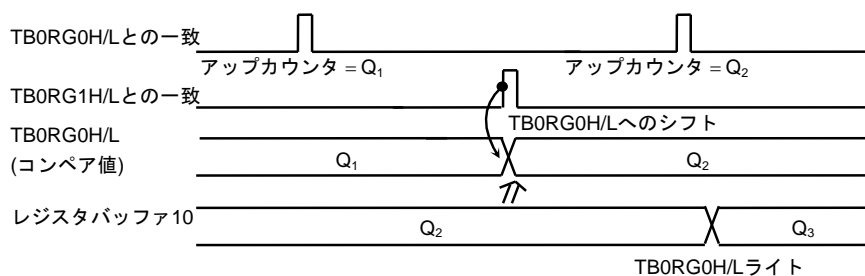 TB0RG0H/Lとの一致
アップカウンタ = Q₁
アップカウンタ = Q₂
TB0RG1H/Lとの一致
TB0RG0H/Lへのシフト
TB0RG0H/L
(コンペア値)
Q₁
Q₂
レジスタバッファ10
Q₂
Q₃
TB0RG0H/Lライト